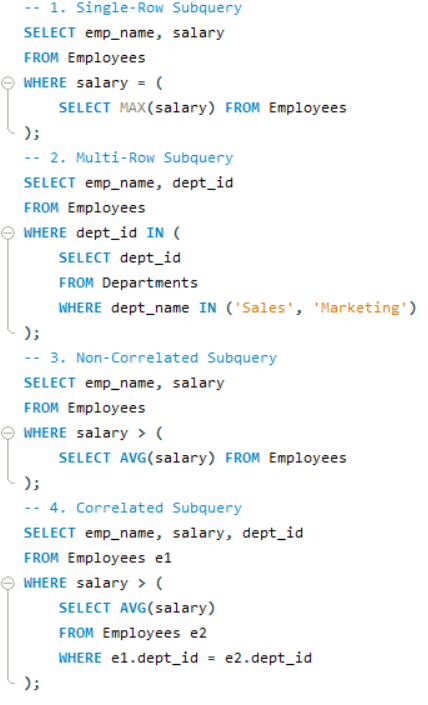 -- 1. Single-Row Subquery
SELECT emp_name, salary
FROM Employees
WHERE salary = (
    SELECT MAX(salary) FROM Employees
);
-- 2. Multi-Row Subquery
SELECT emp_name, dept_id
FROM Employees
WHERE dept_id IN (
    SELECT dept_id
    FROM Departments
    WHERE dept_name IN ('Sales', 'Marketing')
);
-- 3. Non-Correlated Subquery
SELECT emp_name, salary
FROM Employees
WHERE salary > (
    SELECT AVG(salary) FROM Employees
);
-- 4. Correlated Subquery
SELECT emp_name, salary, dept_id
FROM Employees e1
WHERE salary > (
    SELECT AVG(salary)
    FROM Employees e2
    WHERE e1.dept_id = e2.dept_id
);